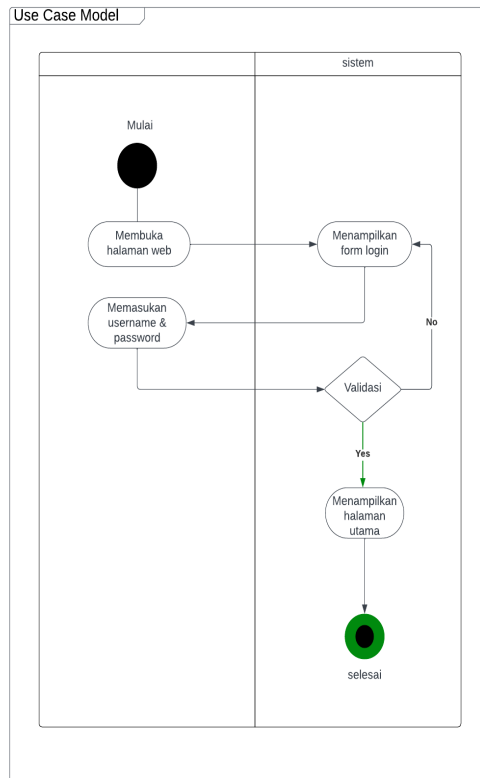 Use Case Model
sistem
Mulai
Membuka
halaman web
Menampilkan
form login
Memasukan
username &
password
No
Validasi
Yes
Menampilkan
halaman
utama
selesai